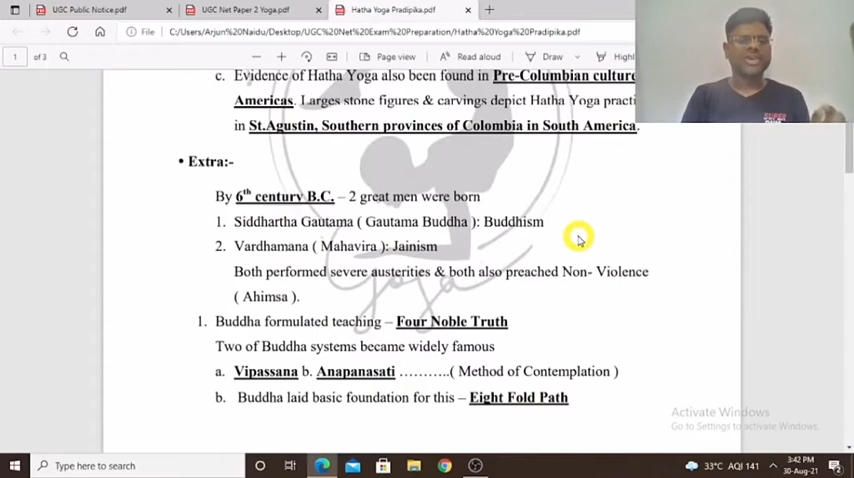 UGC Public Notice.pdf
UGC Net Paper 2 Yoga.pdf
Hatha Yoga Pradipika.pdf
File
C:/Users/Arjun%20Naidu/Desktop/UGC%20Net%20Exam%20Preparation/Hatha%20Yoga%20Pradipika.pdf
1 of 3
Page view
Read aloud
Draw
Highl
c. Evidence of Hatha Yoga also been found in Pre-Columbian culture
Americas. Larges stone figures & carvings depict Hatha Yoga practi
in St.Agustin, Southern provinces of Colombia in South America.
• Extra:-
By 6th century B.C. – 2 great men were born
1. Siddhartha Gautama ( Gautama Buddha ): Buddhism
2. Vardhamana ( Mahavira ): Jainism
Both performed severe austerities & both also preached Non- Violence
( Ahimsa ).
1. Buddha formulated teaching – Four Noble Truth
Two of Buddha systems became widely famous
a. Vipassana b. Anapanasati ……….( Method of Contemplation )
b. Buddha laid basic foundation for this – Eight Fold Path
yoga
Activate Windows
Go to Settings to activate Windows.
Type here to search
33°C AQI 141
3:42 PM
30-Aug-21